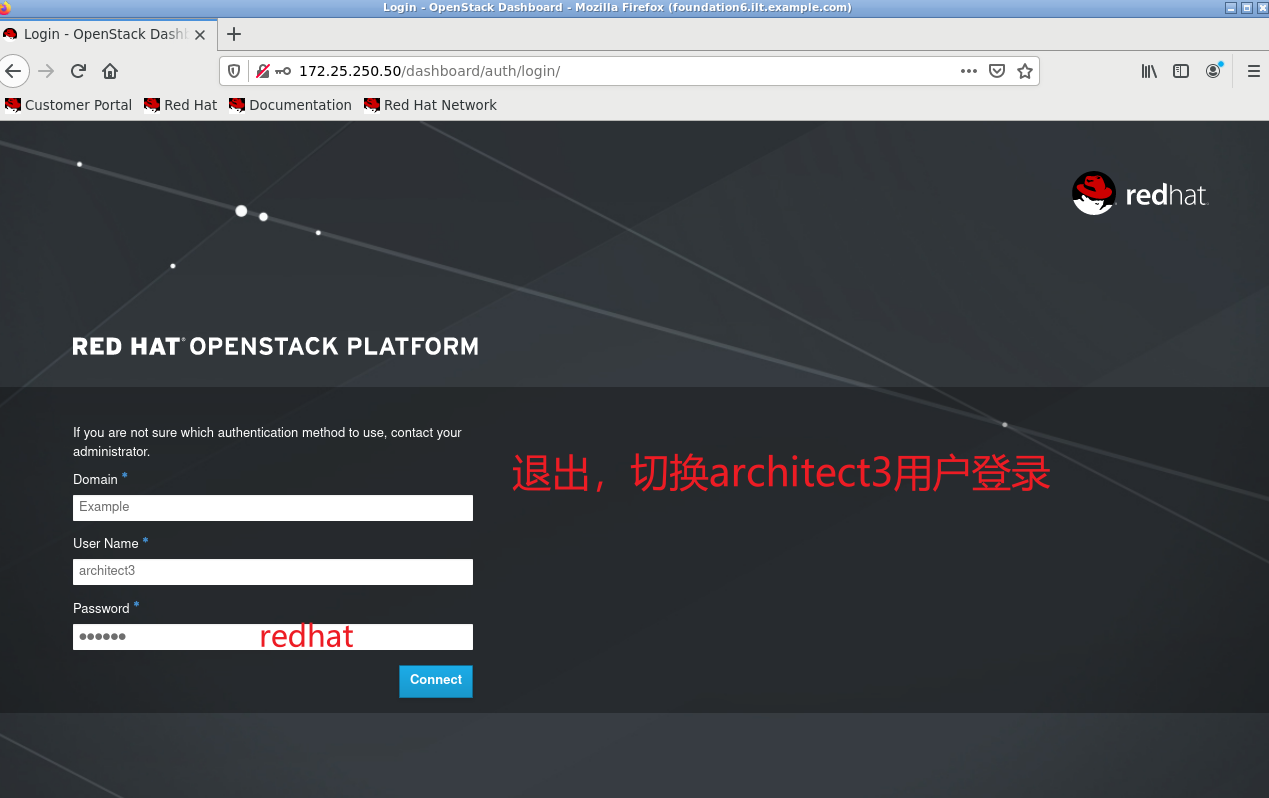 Login - OpenStack Dashboard - Mozilla Firefox (foundation6.ilt.example.com)
Login - OpenStack Dash
172.25.250.50/dashboard/auth/login/
Customer Portal Red Hat Documentation Red Hat Network
redhat
RED HAT OPENSTACK PLATFORM
If you are not sure which authentication method to use, contact your
administrator.
退出，切换architect3用户登录
Domain *
Example
User Name *
architect3
Password *
•••••• redhat
Connect